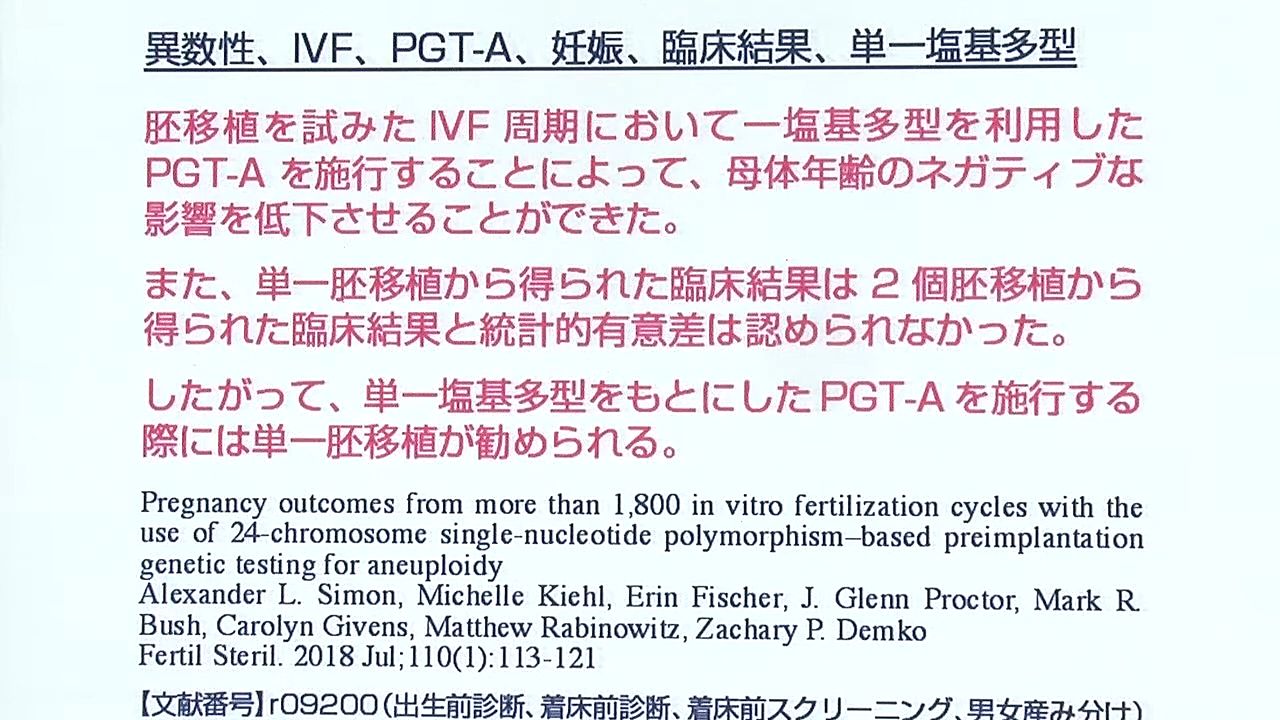 異数性、IVF、PGT-A、妊娠、臨床結果、単一塩基多型
胚移植を試みた IVF 周期において一塩基多型を利用した
PGT-A を施行することによって、母体年齢のネガティブな
影響を低下させることができた。
また、単一胚移植から得られた臨床結果は 2 個胚移植から
得られた臨床結果と統計的有意差は認められなかった。
したがって、単一塩基多型をもとにした PGT-A を施行する
際には単一胚移植が勧められる。
Pregnancy outcomes from more than 1,800 in vitro fertilization cycles with the
use of 24-chromosome single-nucleotide polymorphism–based preimplantation
genetic testing for aneuploidy
Alexander L. Simon, Michelle Kiehl, Erin Fischer, J. Glenn Proctor, Mark R.
Bush, Carolyn Givens, Matthew Rabinowitz, Zachary P. Demko
Fertil Steril. 2018 Jul;110(1):113-121
【文献番号】r09200（出生前診断、着床前診断、着床前スクリーニング、男女産み分け）